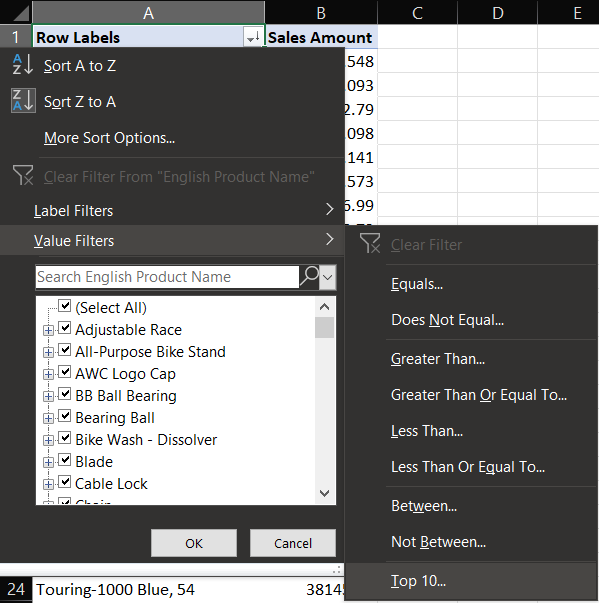 A B C D E
1 Row Labels Sales Amount
Sort A to Z .548
.093
Sort Z to A 2.79
More Sort Options... .098
.141
Clear Filter From "English Product Name" .573
Label Filters 6.99
Value Filters Clear Filter
Search English Product Name Equals...
(Select All) Does Not Equal...
Adjustable Race
All-Purpose Bike Stand Greater Than...
AWC Logo Cap
BB Ball Bearing Greater Than Or Equal To...
Bearing Ball Less Than...
Bike Wash - Dissolver
Blade Less Than Or Equal To...
Cable Lock
Chain Between...
OK Cancel Not Between...
Top 10...
24 Touring-1000 Blue, 54 38145